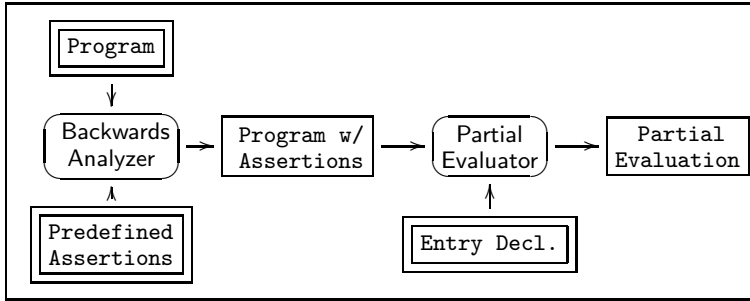 Program
Backwards
Analyzer
Program w/
Assertions
Partial
Evaluator
Partial
Evaluation
Predefined
Assertions
Entry Decl.